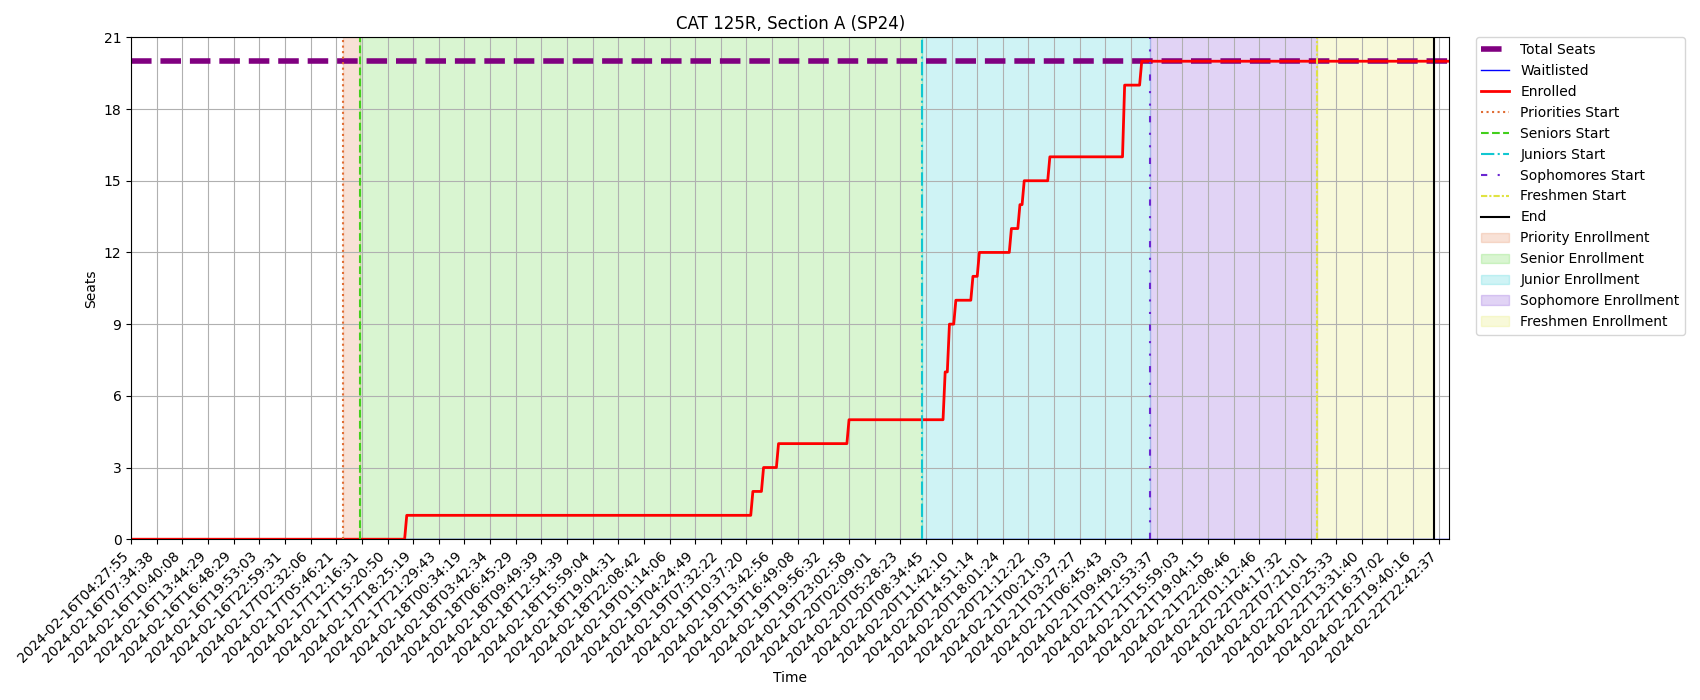 CAT 125R, Section A (SP24)
21
18
15
12
9
6
3
0
Seats
2024-02-16T04:27:55
2024-02-16T07:34:38
2024-02-16T10:40:08
2024-02-16T13:44:29
2024-02-16T16:48:29
2024-02-16T19:53:03
2024-02-16T22:59:31
2024-02-17T02:32:06
2024-02-17T05:46:21
2024-02-17T12:16:31
2024-02-17T15:20:50
2024-02-17T18:25:19
2024-02-17T21:29:43
2024-02-18T00:34:19
2024-02-18T03:42:34
2024-02-18T06:45:29
2024-02-18T09:49:39
2024-02-18T12:54:39
2024-02-18T15:59:04
2024-02-18T19:04:31
2024-02-18T22:08:42
2024-02-19T01:14:06
2024-02-19T04:24:49
2024-02-19T07:32:22
2024-02-19T10:37:20
2024-02-19T13:42:56
2024-02-19T16:49:08
2024-02-19T19:56:32
2024-02-19T23:02:58
2024-02-20T02:09:01
2024-02-20T05:28:23
2024-02-20T08:34:45
2024-02-20T11:42:10
2024-02-20T14:51:14
2024-02-20T18:01:24
2024-02-20T21:12:22
2024-02-21T00:21:03
2024-02-21T03:27:27
2024-02-21T06:45:43
2024-02-21T09:49:03
2024-02-21T12:53:37
2024-02-21T15:59:03
2024-02-21T19:04:15
2024-02-21T22:08:46
2024-02-22T01:12:46
2024-02-22T04:17:32
2024-02-22T07:21:01
2024-02-22T10:25:33
2024-02-22T13:31:40
2024-02-22T16:37:02
2024-02-22T19:40:16
2024-02-22T22:42:37
Time
Total Seats
Waitlisted
Enrolled
Priorities Start
Seniors Start
Juniors Start
Sophomores Start
Freshmen Start
End
Priority Enrollment
Senior Enrollment
Junior Enrollment
Sophomore Enrollment
Freshmen Enrollment